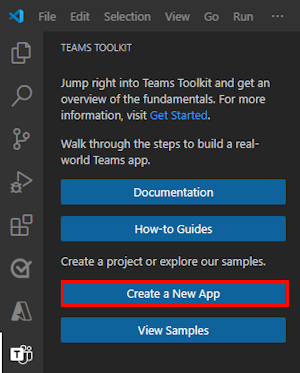 File Edit Selection View Go Run ...
TEAMS TOOLKIT
Jump right into Teams Toolkit and get an
overview of the fundamentals. For more
information, visit Get Started.
Walk through the steps to build a real-
world Teams app.
Documentation
How-to Guides
Create a project or explore our samples.
Create a New App
View Samples